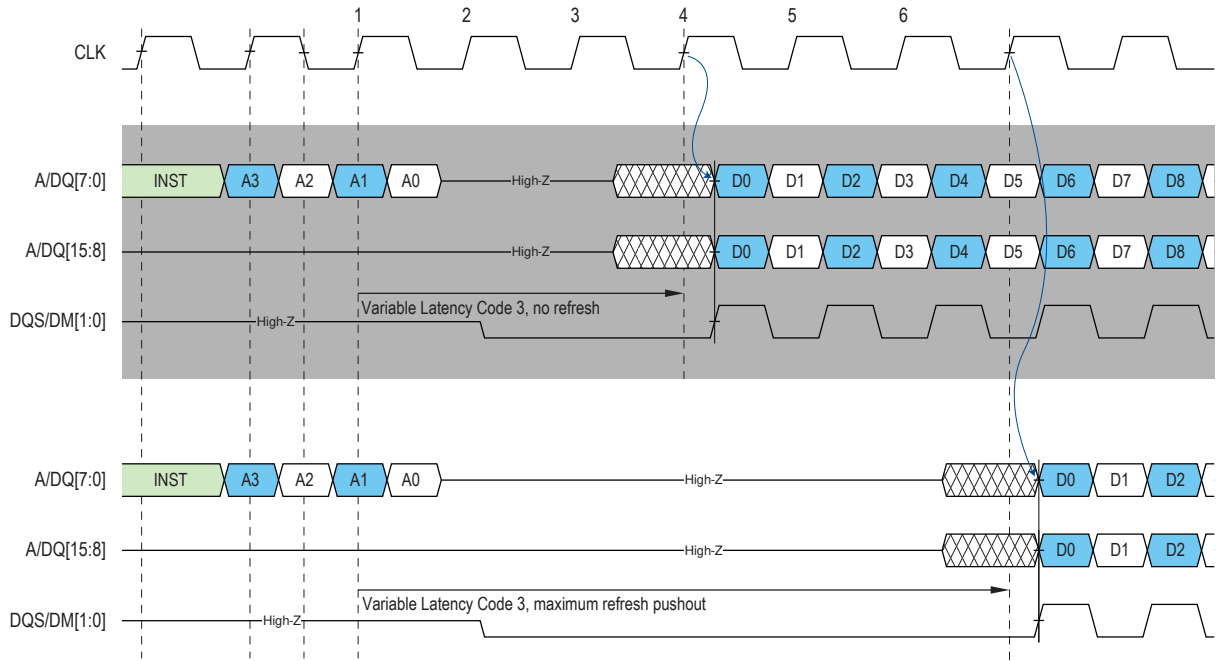 1 2 3 4 5 6
CLK
A/DQ[7:0] INST A3 A2 A1 A0 High-Z D0 D1 D2 D3 D4 D5 D6 D7 D8
A/DQ[15:8] High-Z D0 D1 D2 D3 D4 D5 D6 D7 D8
Variable Latency Code 3, no refresh
DQS/DM[1:0] High-Z
A/DQ[7:0] INST A3 A2 A1 A0 High-Z D0 D1 D2
A/DQ[15:8] High-Z D0 D1 D2
Variable Latency Code 3, maximum refresh pushout
DQS/DM[1:0] High-Z